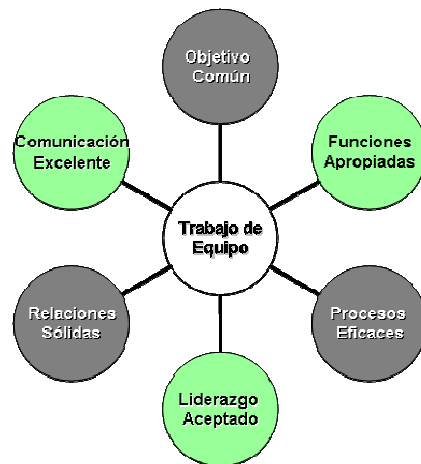 Objetivo
Común
Comunicación
Excelente
Funciones
Apropiadas
Trabajo de
Equipo
Relaciones
Sólidas
Procesos
Eficaces
Liderazgo
Aceptado